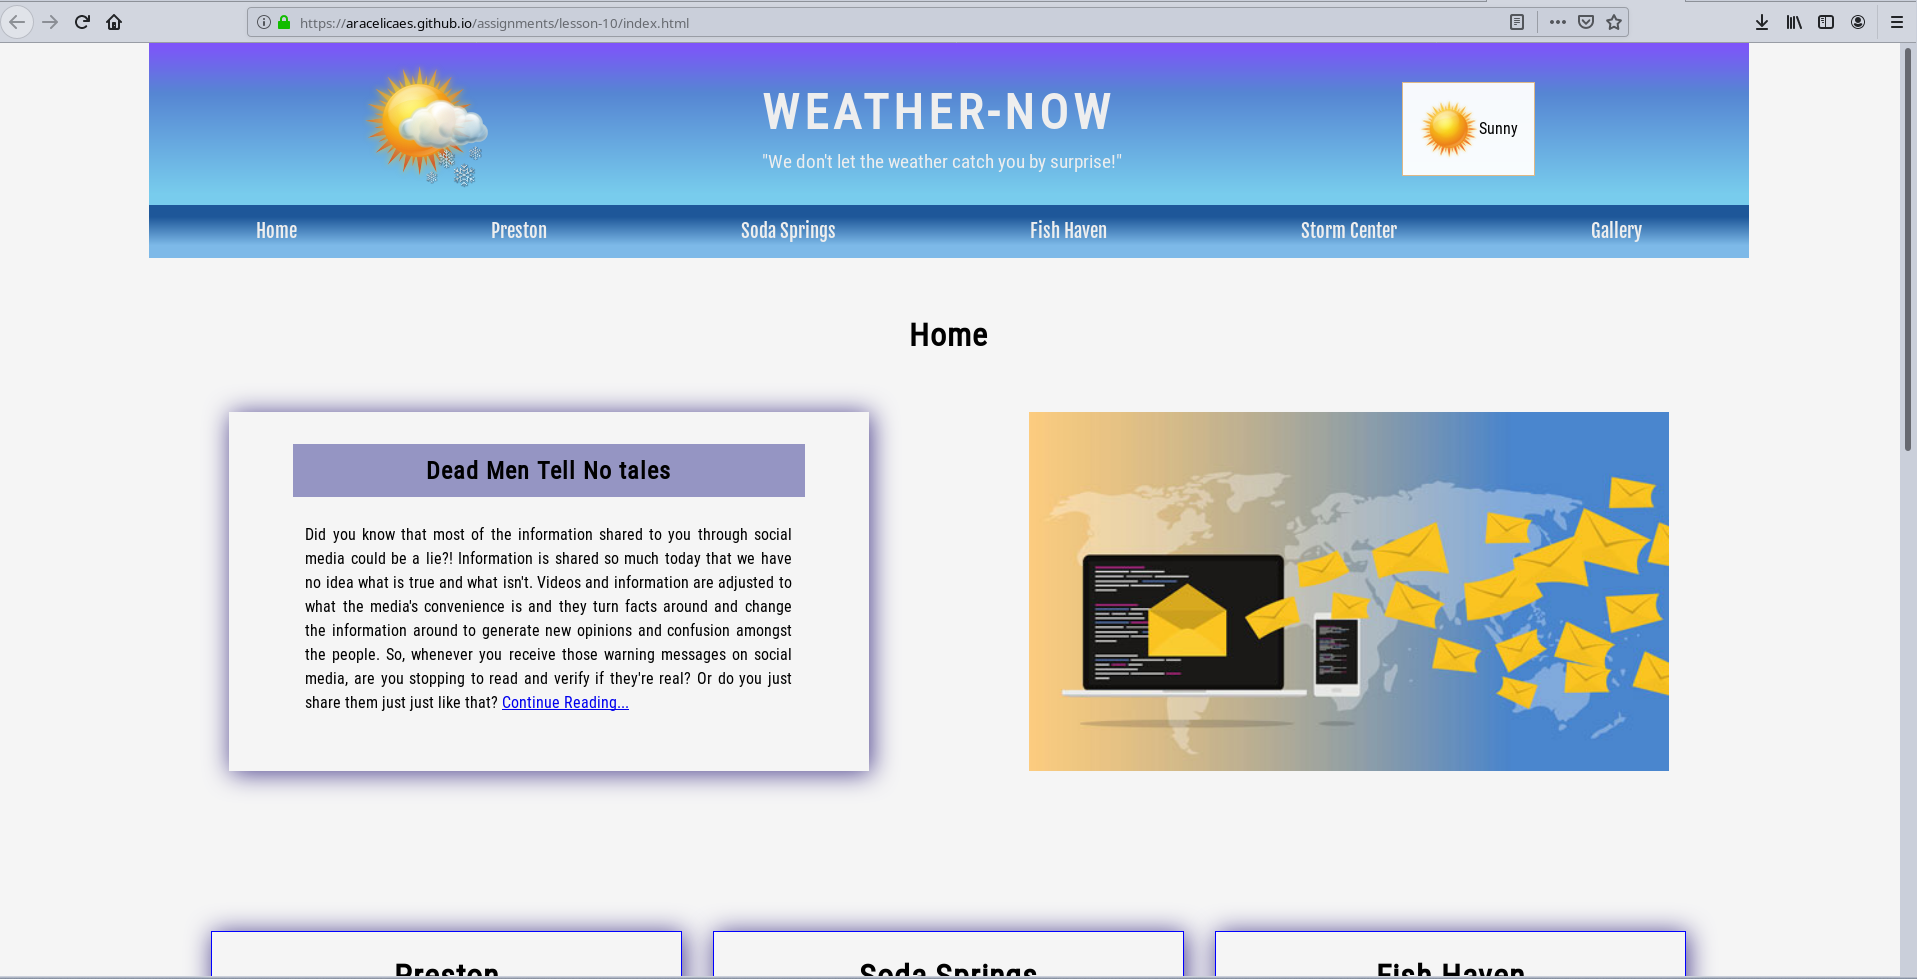 https://aracelicaes.github.io/assignments/lesson-10/index.html
WEATHER-NOW
"We don't let the weather catch you by surprise!"
Sunny
Home Preston Soda Springs Fish Haven Storm Center Gallery
Home
Dead Men Tell No tales
Did you know that most of the information shared to you through social
media could be a lie?! Information is shared so much today that we have
no idea what is true and what isn't. Videos and information are adjusted to
what the media's convenience is and they turn facts around and change
the information around to generate new opinions and confusion amongst
the people. So, whenever you receive those warning messages on social
media, are you stopping to read and verify if they're real? Or do you just
share them just just like that? Continue Reading...
Preston
Soda Springs
Fish Haven